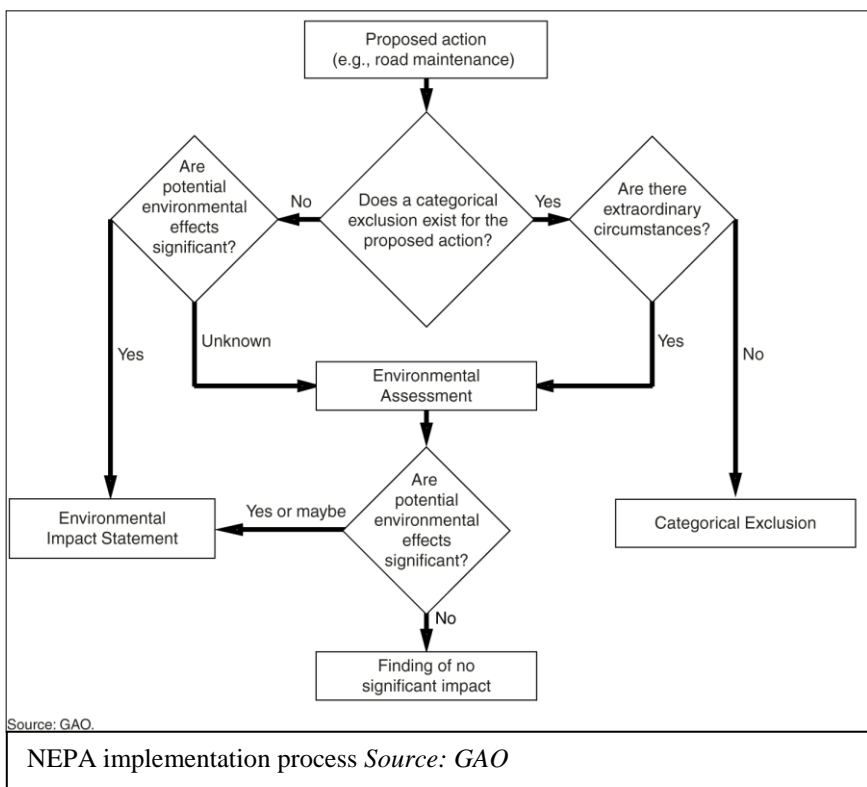 Proposed action
(e.g., road maintenance)
Are
potential
environmental
effects
significant?
No
Does a categorical
exclusion exist for the
proposed action?
Yes
Are there
extraordinary
circumstances?
Yes
Unknown
Yes
No
Environmental
Assessment
Are
potential
environmental
effects
significant?
Yes or maybe
Environmental
Impact Statement
Categorical Exclusion
No
Finding of no
significant impact
Source: GAO.
NEPA implementation process Source: GAO